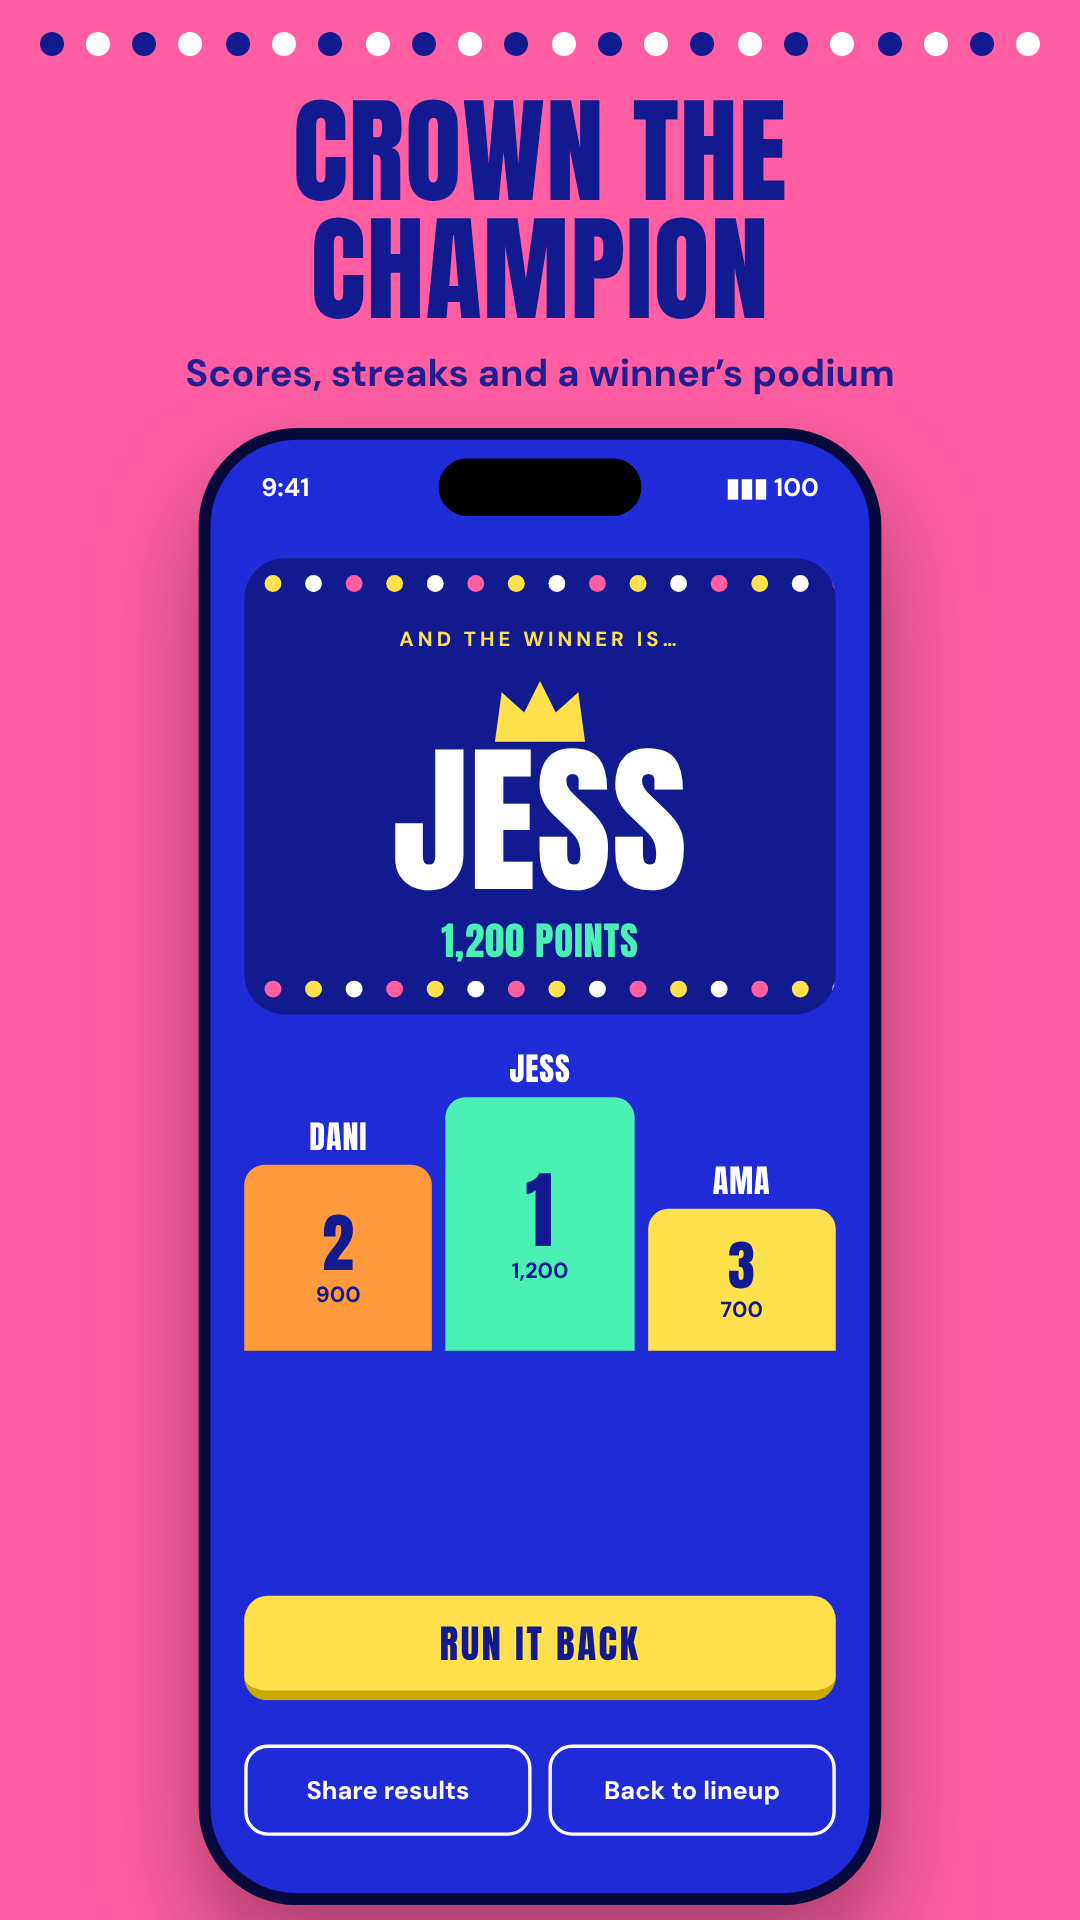 CROWN THE
CHAMPION
Scores, streaks and a winner’s podium
9:41
100
AND THE WINNER IS…
JESS
1,200 POINTS
JESS
DANI
AMA
1
1,200
2
900
3
700
RUN IT BACK
Share results
Back to lineup